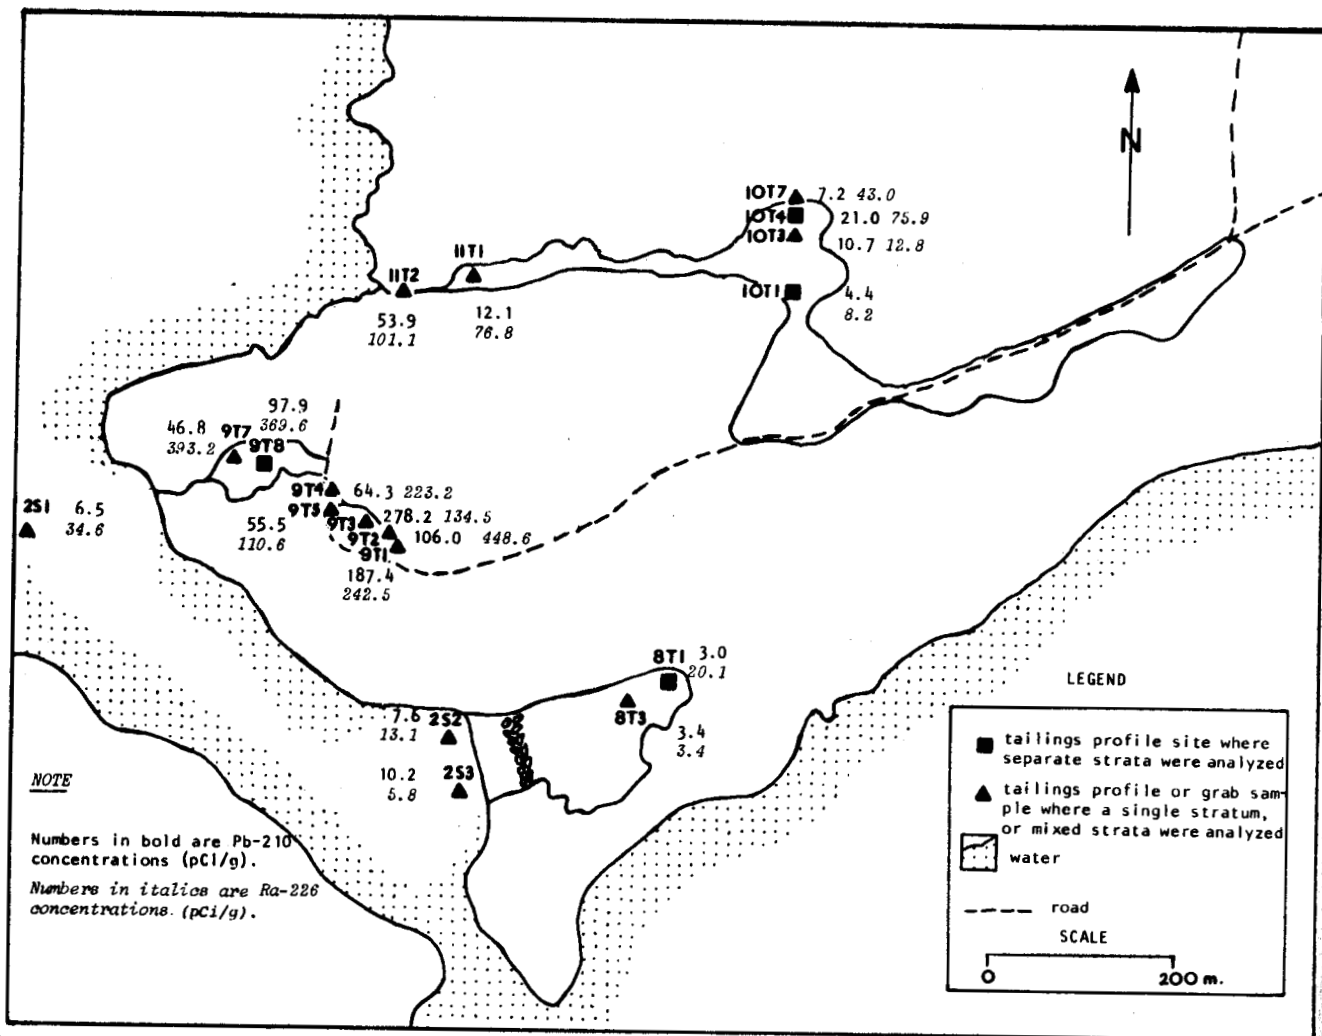 N
10T7 7.2 43.0
10T4 21.0 75.9
10T3 10.7 12.8
11T1
11T2
10T1
4.4
8.2
53.9
101.1
12.1
76.8
97.9
369.6
46.8
393.2
9T7
9T8
2S1
6.5
34.6
9T4 64.3 223.2
9T5
55.5
110.6
9T3 278.2 134.5
9T2 106.0 448.6
9T1
187.4
242.5
8T1 3.0
20.1
8T3
3.4
3.4
7.6
13.1
2S2
10.2
5.8
2S3
NOTE
Numbers in bold are Pb-210
concentrations (pCi/g).
Numbers in italics are Ra-226
concentrations. (pCi/g).
LEGEND
tailings profile site where
separate strata were analyzed
tailings profile or grab sam-
ple where a single stratum,
or mixed strata were analyzed
water
road
SCALE
0 200 m.